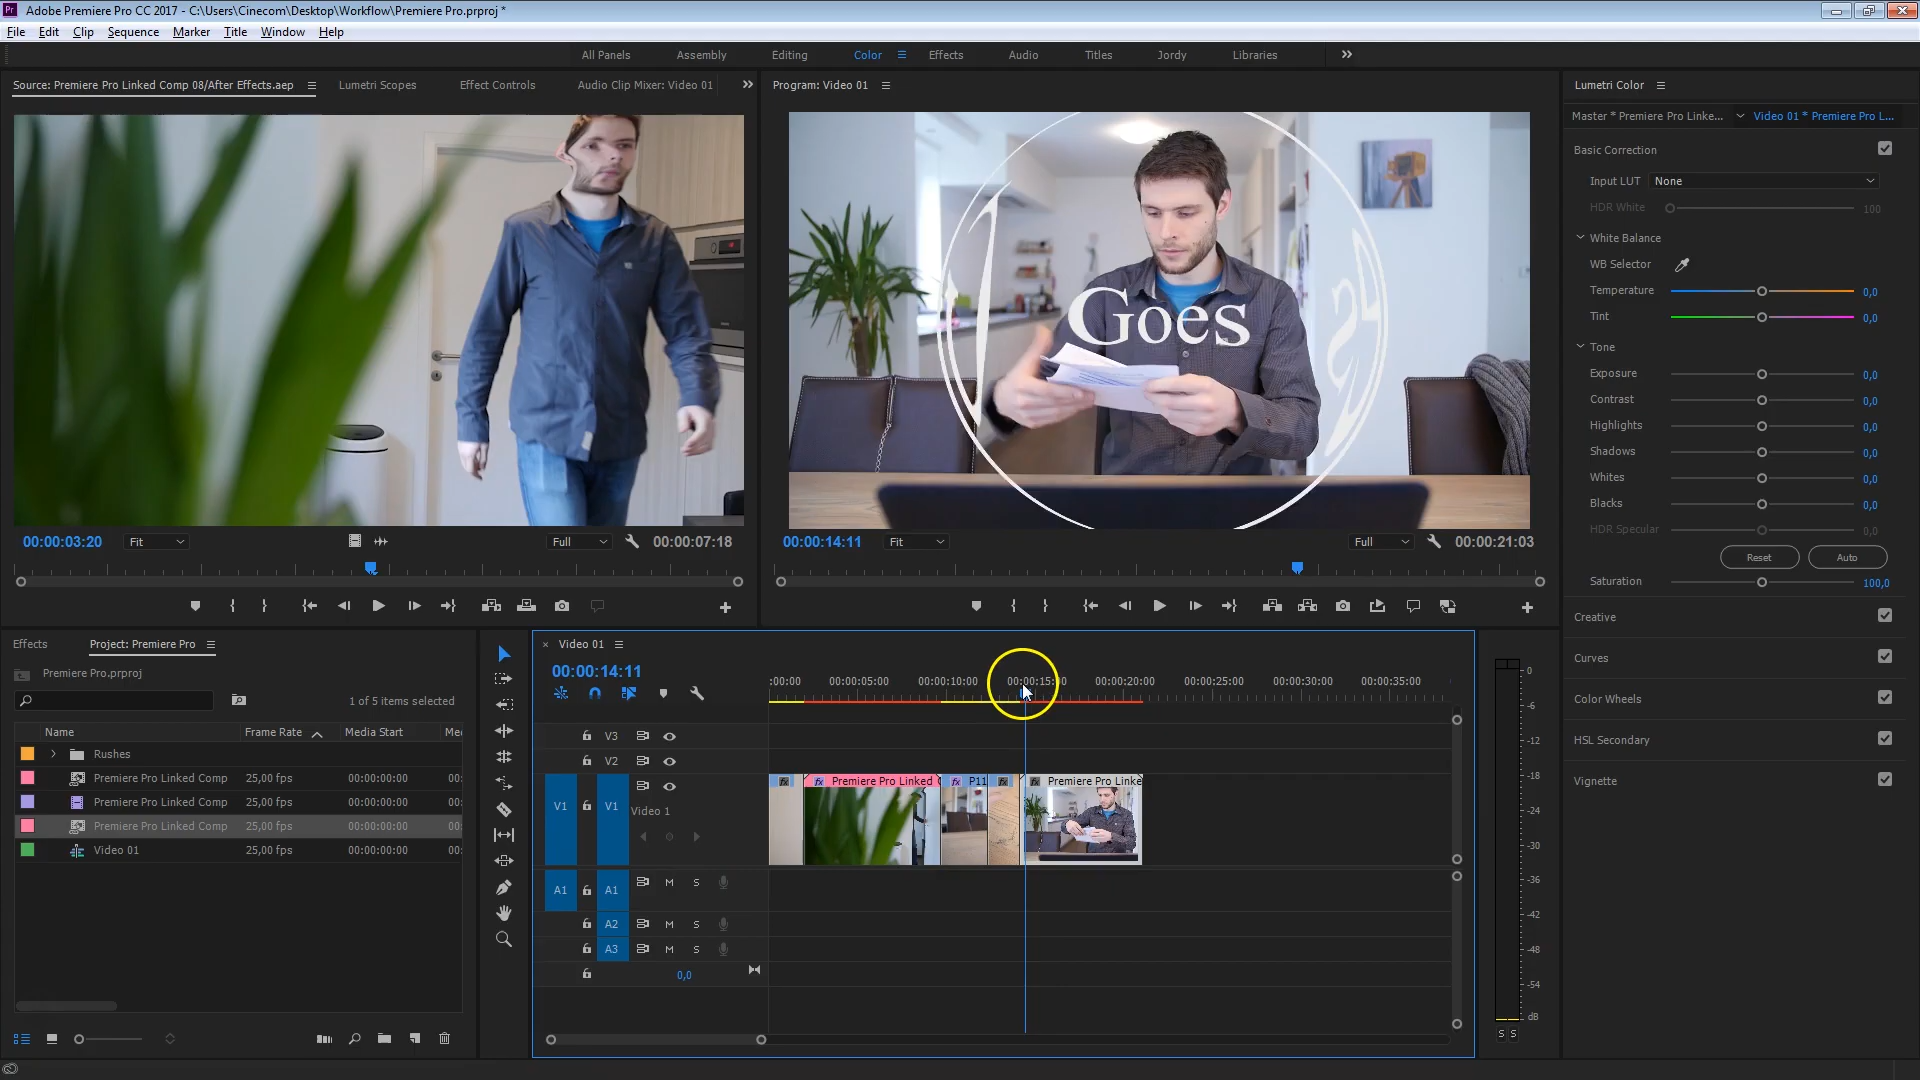 Adobe Premiere Pro CC 2017 - C:\Users\Cinecom\Desktop\Workflow\Premiere Pro.prproj *
File Edit Clip Sequence Marker Title Window Help
All Panels Assembly Editing Color Effects Audio Titles Jordy Libraries
Source: Premiere Pro Linked Comp 08/After Effects.aep Lumetri Scopes Effect Controls Audio Clip Mixer: Video 01
Program: Video 01
Goes
00:00:03:20 Fit Full 00:00:07:18
00:00:14:11 Fit Full 00:00:21:03
Lumetri Color
Master * Premiere Pro Linke... Video 01 * Premiere Pro L...
Basic Correction
Input LUT None
HDR White 100
White Balance
WB Selector
Temperature 0,0
Tint 0,0
Tone
Exposure 0,0
Contrast 0,0
Highlights 0,0
Shadows 0,0
Whites 0,0
Blacks 0,0
HDR Specular 0,0
Reset Auto
Saturation 100,0
Creative
Curves
Color Wheels
HSL Secondary
Vignette
Effects Project: Premiere Pro
Premiere Pro.prproj
1 of 5 items selected
Name Frame Rate Media Start Me
Rushes
Premiere Pro Linked Comp 25,00 fps 00:00:00:00 00:
Premiere Pro Linked Comp 25,00 fps 00:00:00:00 00:
Premiere Pro Linked Comp 25,00 fps 00:00:00:00 00:
Video 01 25,00 fps 00:00:00:00 00:
Video 01
00:00:14:11
:00:00 00:00:05:00 00:00:10:00 00:00:15:00 00:00:20:00 00:00:25:00 00:00:30:00 00:00:35:00
V3
V2
V1 V1 Video 1
fx fx Premiere Pro Linked fx P11 fx fx Premiere Pro Linke
A1 A1 M S
A2 M S
A3 M S
0,0
0
-6
-12
-18
-24
-30
-36
-42
-48
-54
dB
S S